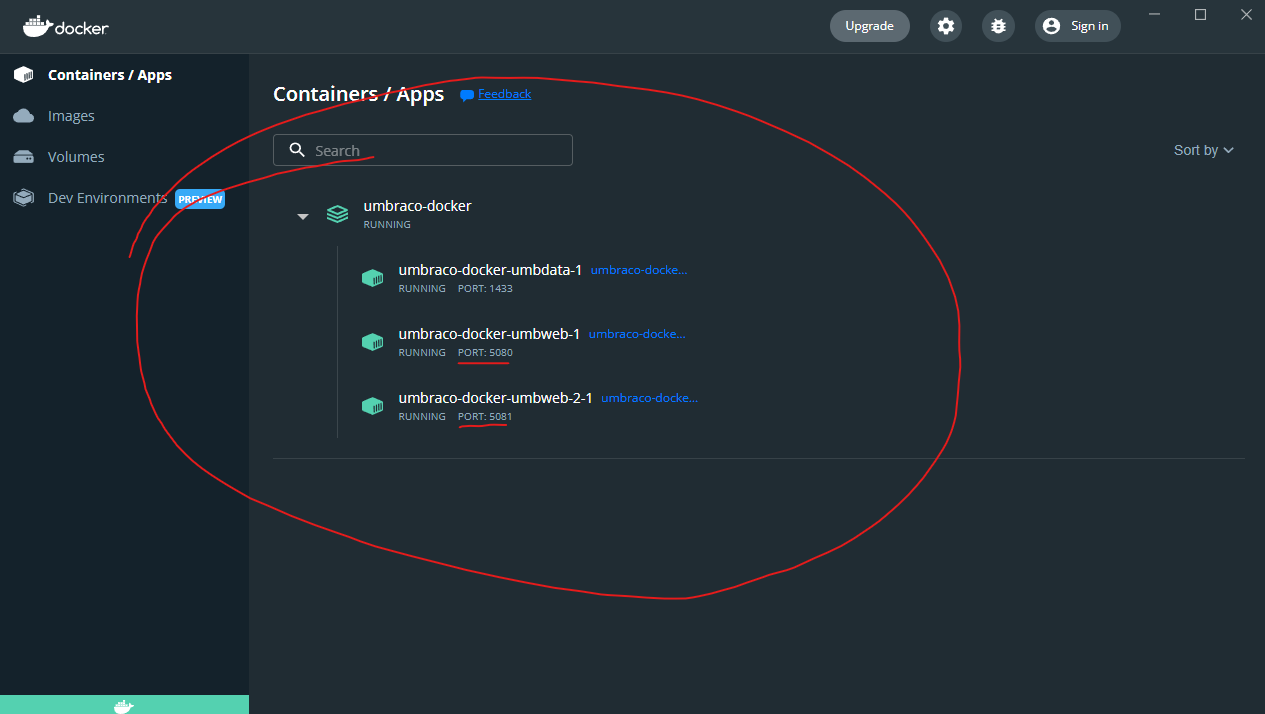 docker
Upgrade
Sign in
Containers / Apps
Images
Volumes
Dev Environments PREVIEW
Containers / Apps Feedback
Search
Sort by
umbraco-docker
RUNNING
umbraco-docker-umbdata-1 umbraco-docke...
RUNNING PORT: 1433
umbraco-docker-umbweb-1 umbraco-docke...
RUNNING PORT: 5080
umbraco-docker-umbweb-2-1 umbraco-docke...
RUNNING PORT: 5081